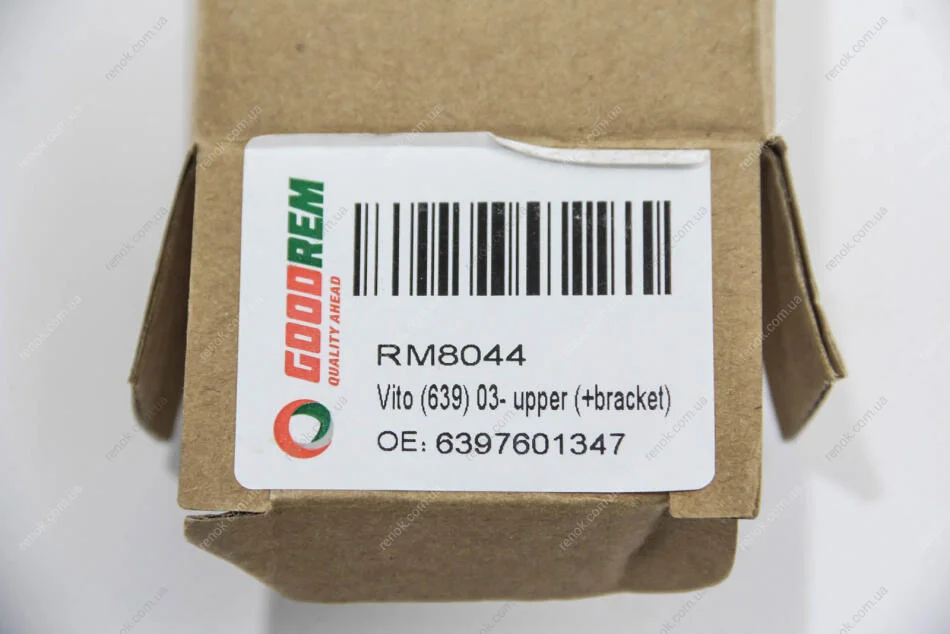 GOODREM
QUALITY AHEAD
RM8044
Vito (639) 03- upper (+bracket)
OE: 6397601347
renok.com.ua